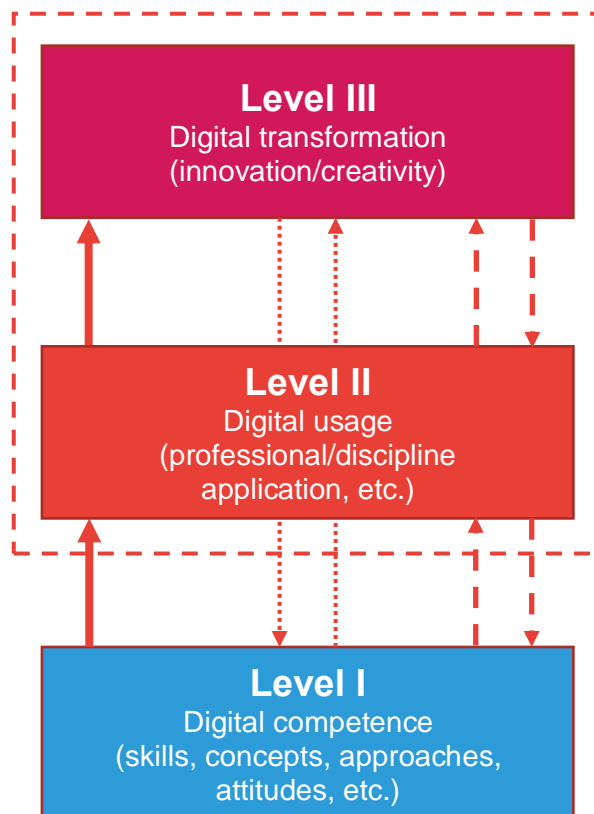 Level III
Digital transformation
(innovation/creativity)
Level II
Digital usage
(professional/discipline
application, etc.)
Level I
Digital competence
(skills, concepts, approaches,
attitudes, etc.)